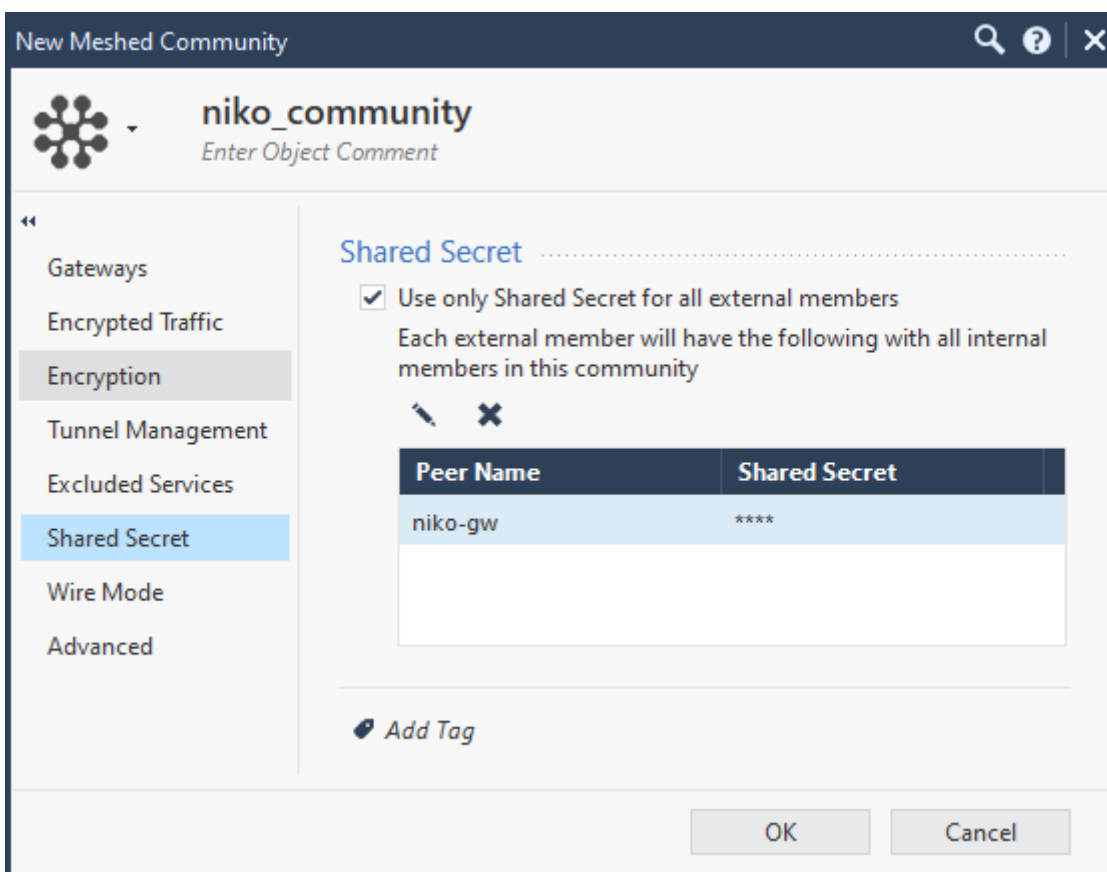 New Meshed Community
niko_community
Enter Object Comment
Gateways
Encrypted Traffic
Encryption
Tunnel Management
Excluded Services
Shared Secret
Wire Mode
Advanced
Shared Secret
Use only Shared Secret for all external members
Each external member will have the following with all internal
members in this community
Peer Name Shared Secret
niko-gw ****
Add Tag
OK Cancel